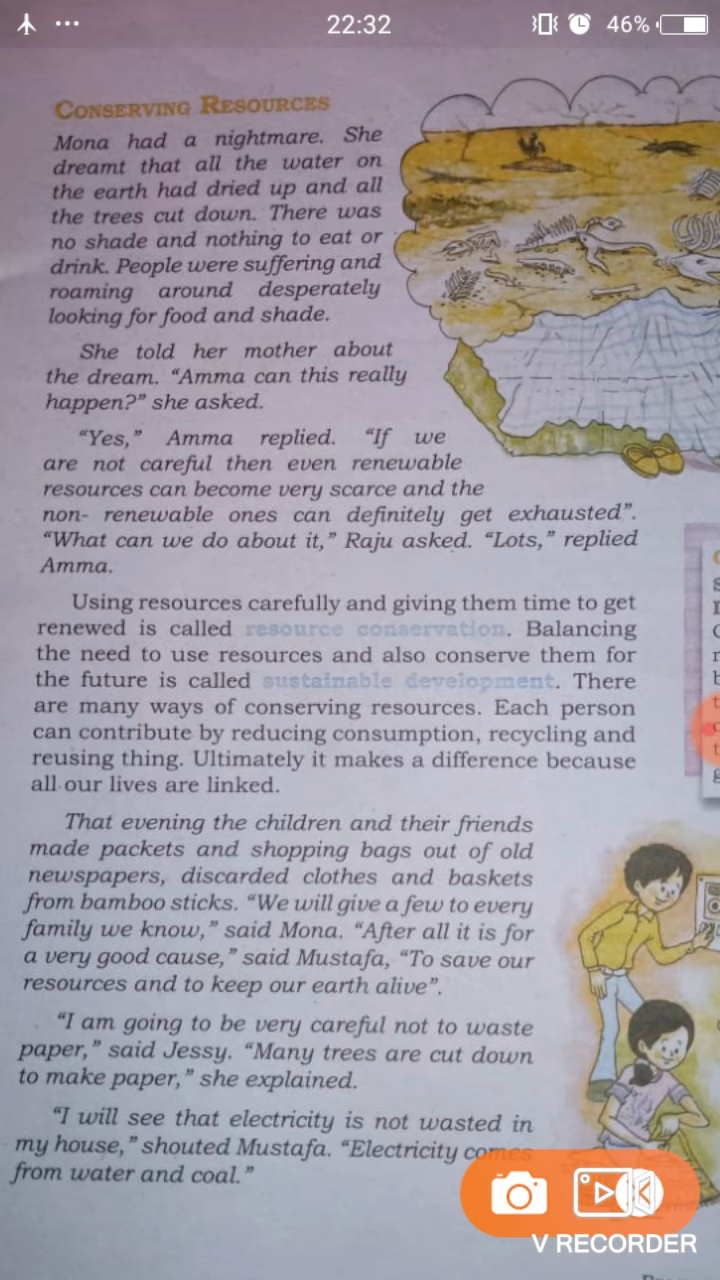 22:32
46%
CONSERVING RESOURCES
Mona had a nightmare. She
dreamt that all the water on
the earth had dried up and all
the trees cut down. There was
no shade and nothing to eat or
drink. People were suffering and
roaming around desperately
looking for food and shade.
She told her mother about
the dream. “Amma can this really
happen?” she asked.
“Yes,” Amma replied. “If we
are not careful then even renewable
resources can become very scarce and the
non- renewable ones can definitely get exhausted”.
“What can we do about it,” Raju asked. “Lots,” replied
Amma.
Using resources carefully and giving them time to get
renewed is called resource conservation. Balancing
the need to use resources and also conserve them for
the future is called sustainable development. There
are many ways of conserving resources. Each person
can contribute by reducing consumption, recycling and
reusing thing. Ultimately it makes a difference because
all our lives are linked.
That evening the children and their friends
made packets and shopping bags out of old
newspapers, discarded clothes and baskets
from bamboo sticks. “We will give a few to every
family we know,” said Mona. “After all it is for
a very good cause,” said Mustafa, “To save our
resources and to keep our earth alive”.
“I am going to be very careful not to waste
paper,” said Jessy. “Many trees are cut down
to make paper,” she explained.
“I will see that electricity is not wasted in
my house,” shouted Mustafa. “Electricity comes
from water and coal.”
V RECORDER